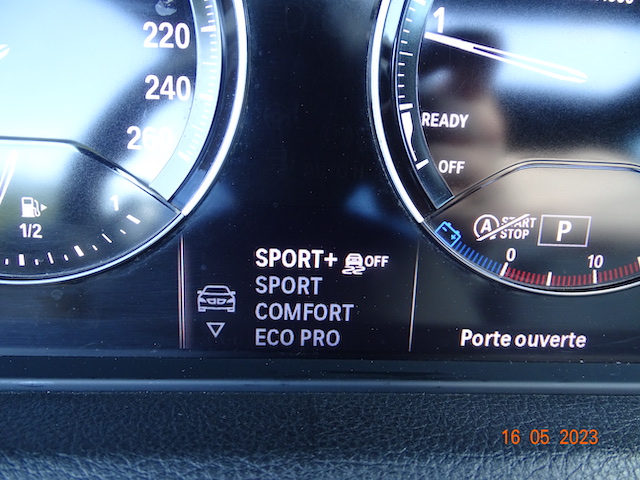 220
240
260
1
1/2
1
READY
OFF
A START
STOP
P
0
10
SPORT+ OFF
SPORT
COMFORT
ECO PRO
Porte ouverte
16 05 2023